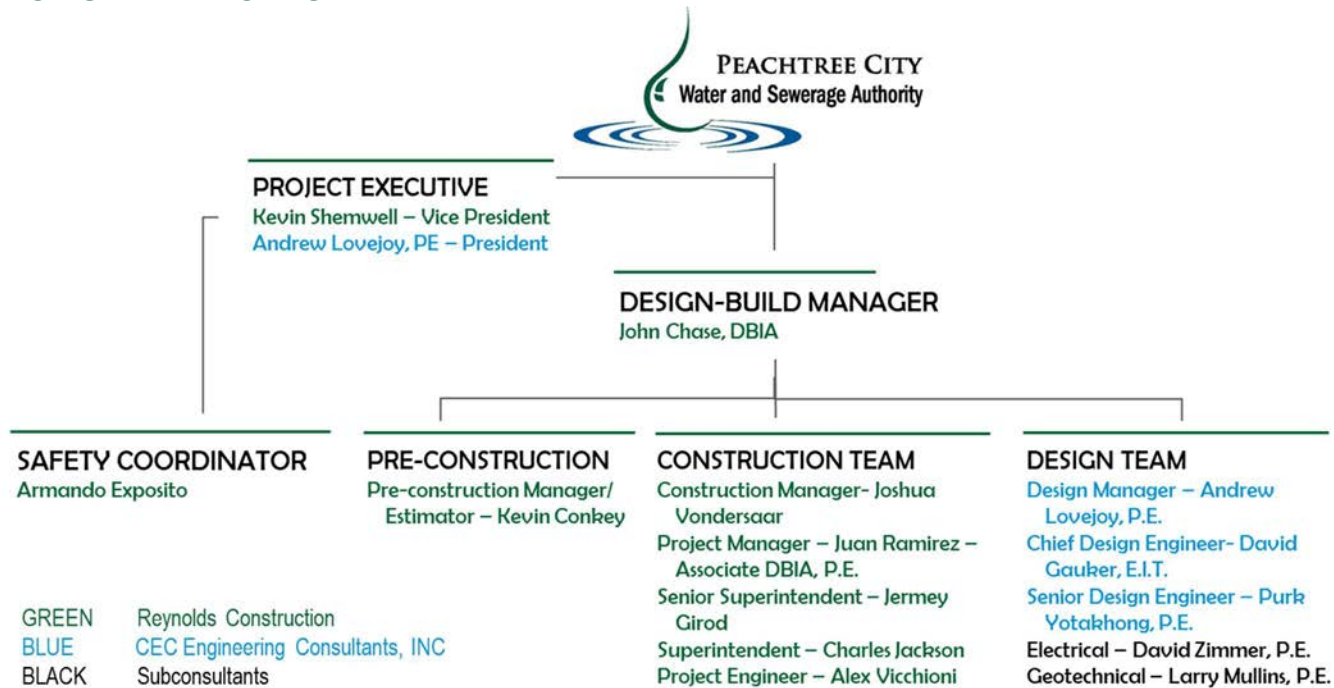 PEACHTREE CITY
Water and Sewerage Authority
PROJECT EXECUTIVE
Kevin Shemwell – Vice President
Andrew Lovejoy, PE – President
DESIGN-BUILD MANAGER
John Chase, DBIA
SAFETY COORDINATOR
Armando Exposito
PRE-CONSTRUCTION
Pre-construction Manager/
Estimator – Kevin Conkey
CONSTRUCTION TEAM
Construction Manager- Joshua
Vondersaar
Project Manager – Juan Ramirez –
Associate DBIA, P.E.
Senior Superintendent – Jermey
Girod
Superintendent – Charles Jackson
Project Engineer – Alex Vicchioni
DESIGN TEAM
Design Manager – Andrew
Lovejoy, P.E.
Chief Design Engineer- David
Gauker, E.I.T.
Senior Design Engineer – Purk
Yotakhong, P.E.
Electrical – David Zimmer, P.E.
Geotechnical – Larry Mullins, P.E.
GREEN Reynolds Construction
BLUE CEC Engineering Consultants, INC
BLACK Subconsultants